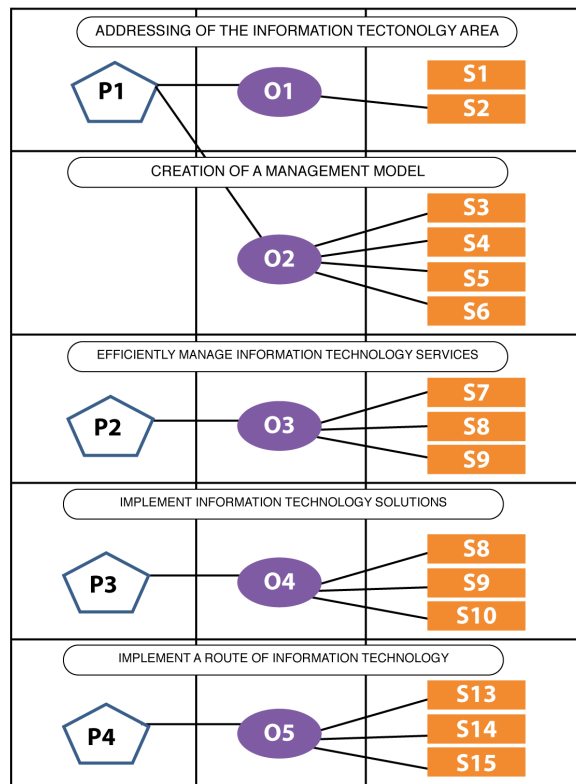 ADDRESSING OF THE INFORMATION TECTONOLGY AREA
P1
O1
S1
S2
CREATION OF A MANAGEMENT MODEL
O2
S3
S4
S5
S6
EFFICIENTLY MANAGE INFORMATION TECHNOLOGY SERVICES
P2
O3
S7
S8
S9
IMPLEMENT INFORMATION TECHNOLOGY SOLUTIONS
P3
O4
S8
S9
S10
IMPLEMENT A ROUTE OF INFORMATION TECHNOLOGY
P4
O5
S13
S14
S15